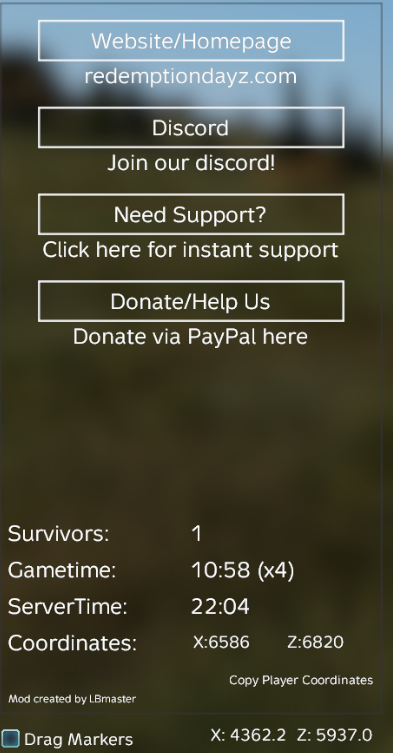 Website/Homepage
redemptiondayz.com
Discord
Join our discord!
Need Support?
Click here for instant support
Donate/Help Us
Donate via PayPal here
Survivors: 1
Gametime: 10:58 (x4)
ServerTime: 22:04
Coordinates: X:6586 Z:6820
Copy Player Coordinates
Mod created by LBmaster
Drag Markers X: 4362.2 Z: 5937.0